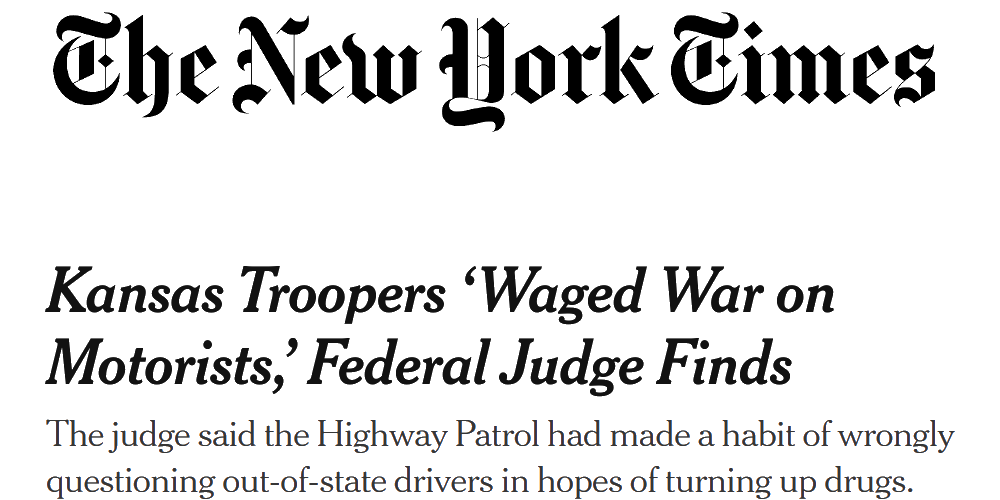 The New York Times
Kansas Troopers ‘Waged War on
Motorists,’ Federal Judge Finds
The judge said the Highway Patrol had made a habit of wrongly
questioning out-of-state drivers in hopes of turning up drugs.